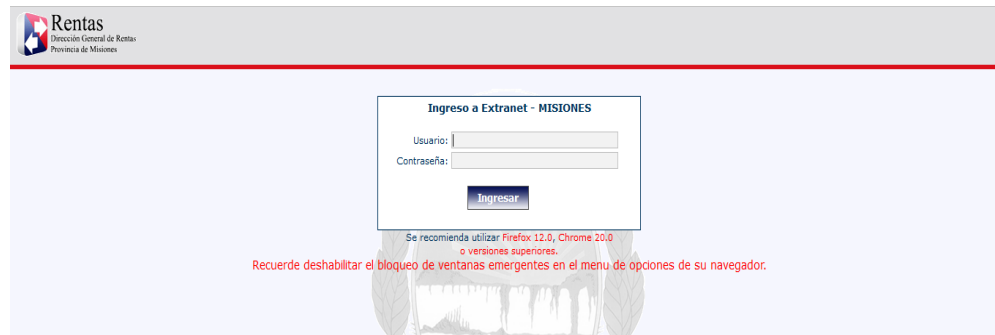 Rentas
Dirección General de Rentas
Provincia de Misiones
Ingreso a Extranet - MISIONES
Usuario:
Contraseña:
Ingresar
Se recomienda utilizar Firefox 12.0, Chrome 20.0
o versiones superiores.
Recuerde deshabilitar el bloqueo de ventanas emergentes en el menu de opciones de su navegador.